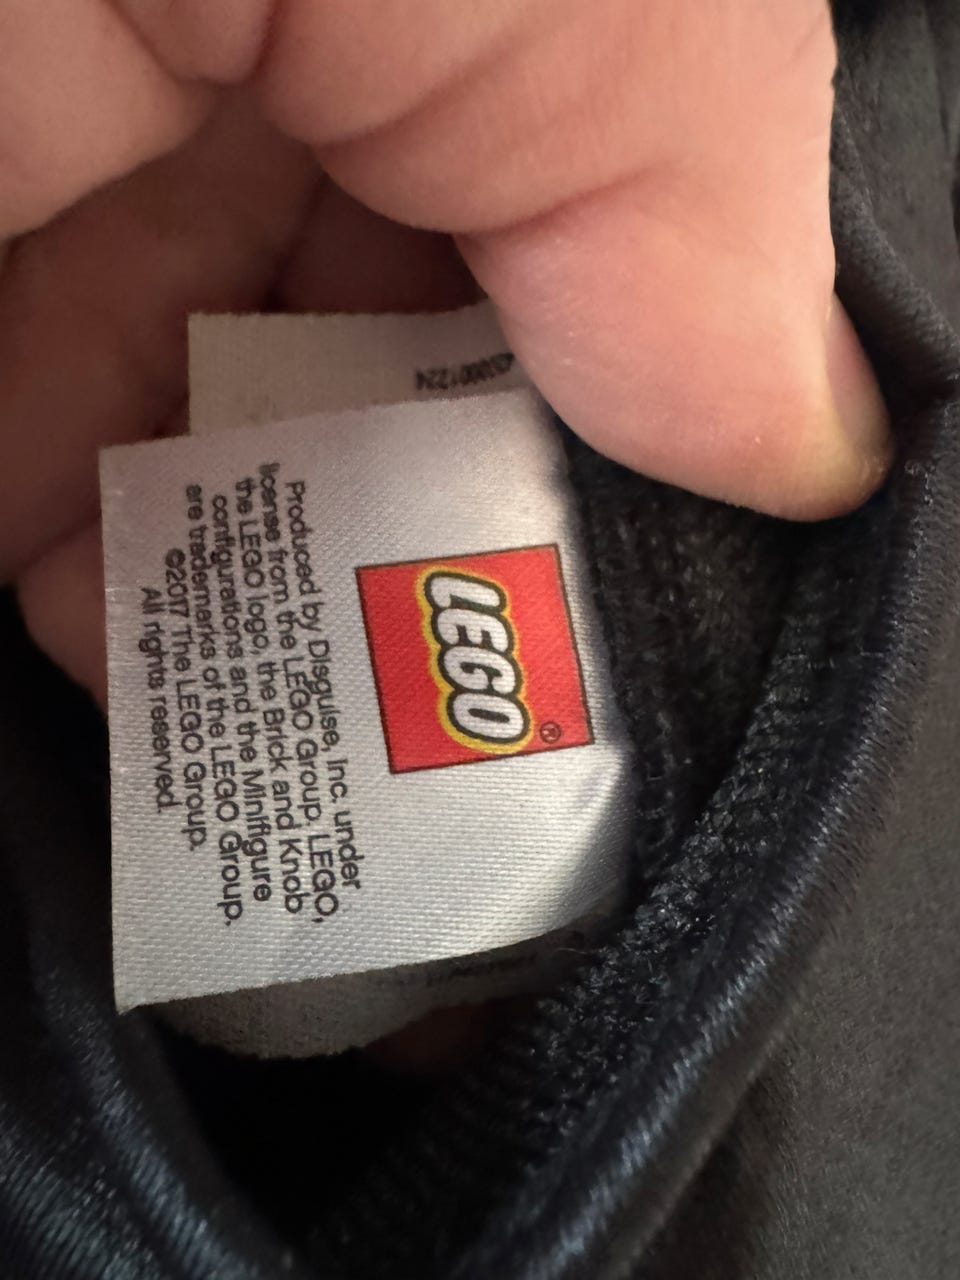 LEGO®
Produced by Disguise, Inc. under
license from the LEGO Group. LEGO,
the LEGO logo, the Brick and Knob
configurations and the Minifigure
are trademarks of the LEGO Group.
©2017 The LEGO Group.
All rights reserved.